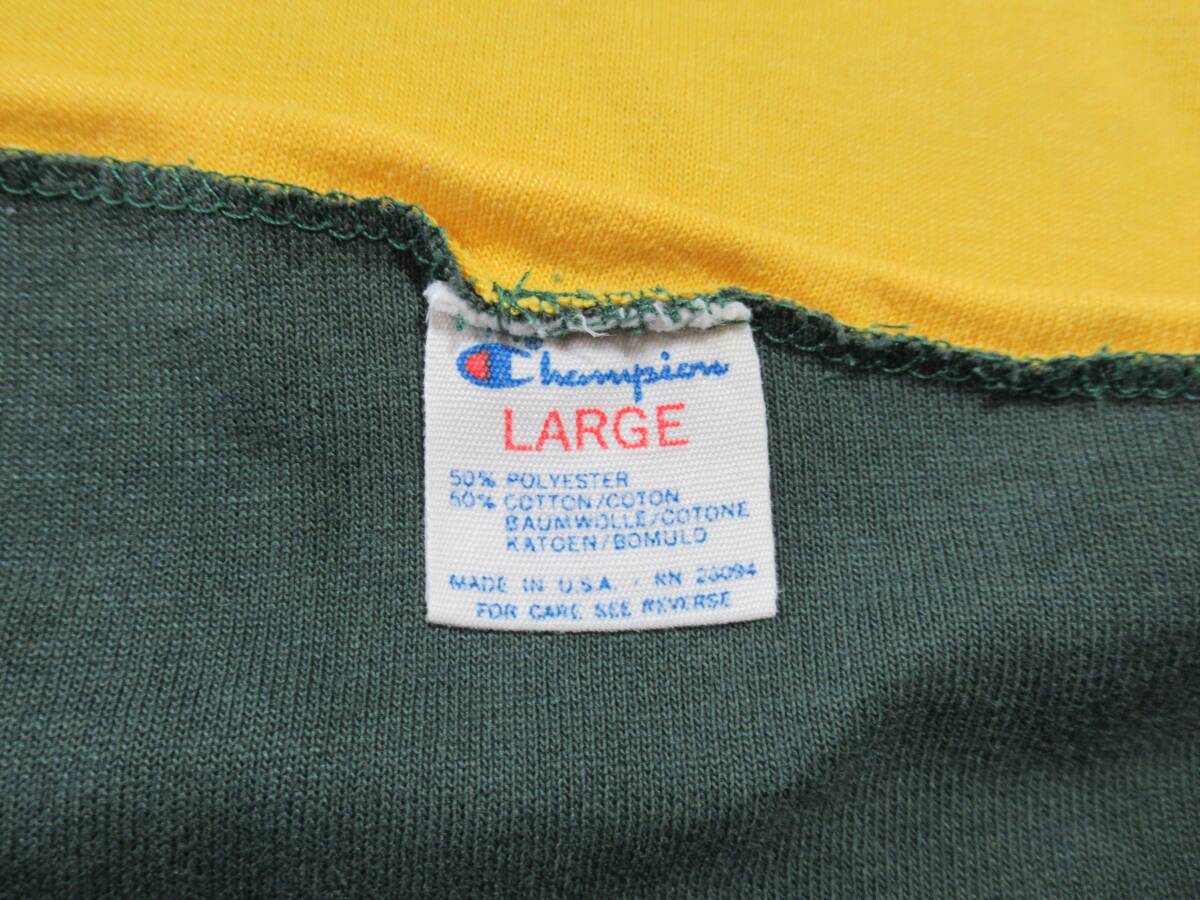 Champion
LARGE
50% POLYESTER
50% COTTON/COTON
BAUMWOLLE/COTONE
KATOEN/BOMULD
MADE IN U.S.A. · RN 26094
FOR CARE SEE REVERSE